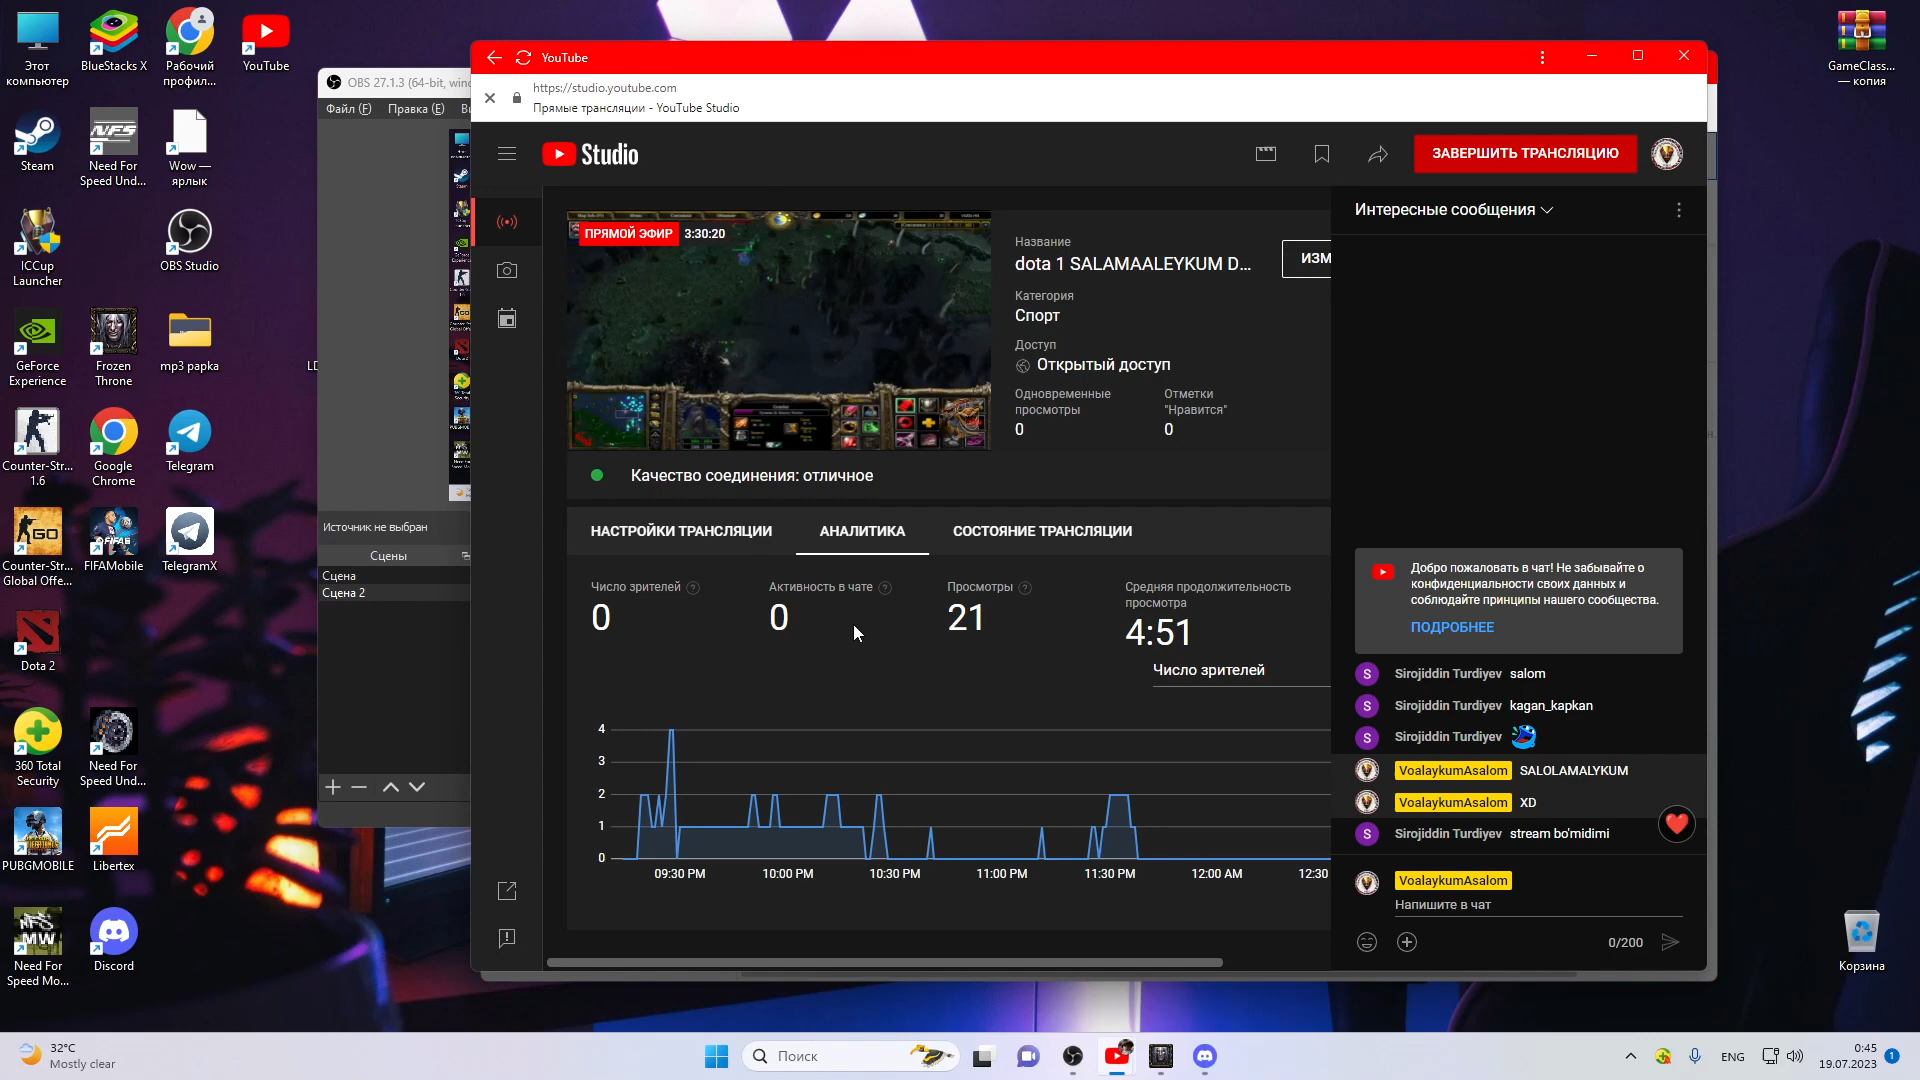 Этот
компьютер
BlueStacks X
Рабочий
профил...
YouTube
Steam
Need For
Speed Und...
Wow —
ярлык
ICCup
Launcher
OBS Studio
GeForce
Experience
Frozen
Throne
mp3 papka
LD
Counter-Str...
1.6
Google
Chrome
Telegram
Counter-Str...
Global Offe...
FIFAMobile
TelegramX
Dota 2
360 Total
Security
Need For
Speed Und...
PUBGMOBILE
Libertex
Need For
Speed Mo...
Discord
GameClass...
— копия
Корзина
OBS 27.1.3 (64-bit, win
Файл (F)
Правка (E)
Источник не выбран
Сцены
Сцена
Сцена 2
YouTube
https://studio.youtube.com
Прямые трансляции - YouTube Studio
Studio
ЗАВЕРШИТЬ ТРАНСЛЯЦИЮ
ПРЯМОЙ ЭФИР 3:30:20
Название
dota 1 SALAMAALEYKUM D...
ИЗМ
Категория
Спорт
Доступ
Открытый доступ
Одновременные
просмотры
0
Отметки
"Нравится"
0
Качество соединения: отличное
НАСТРОЙКИ ТРАНСЛЯЦИИ
АНАЛИТИКА
СОСТОЯНИЕ ТРАНСЛЯЦИИ
Число зрителей
0
Активность в чате
0
Просмотры
21
Средняя продолжительность
просмотра
4:51
Число зрителей
4
3
2
1
0
09:30 PM
10:00 PM
10:30 PM
11:00 PM
11:30 PM
12:00 AM
12:30
Интересные сообщения
Добро пожаловать в чат! Не забывайте о
конфиденциальности своих данных и
соблюдайте принципы нашего сообщества.
ПОДРОБНЕЕ
S Sirojiddin Turdiyev salom
S Sirojiddin Turdiyev kagan_kapkan
S Sirojiddin Turdiyev
VoalaykumAsalom SALOLAMALYKUM
VoalaykumAsalom XD
S Sirojiddin Turdiyev stream bo'midimi
VoalaykumAsalom
Напишите в чат
0/200
32°C
Mostly clear
Поиск
ENG
0:45
19.07.2023
1